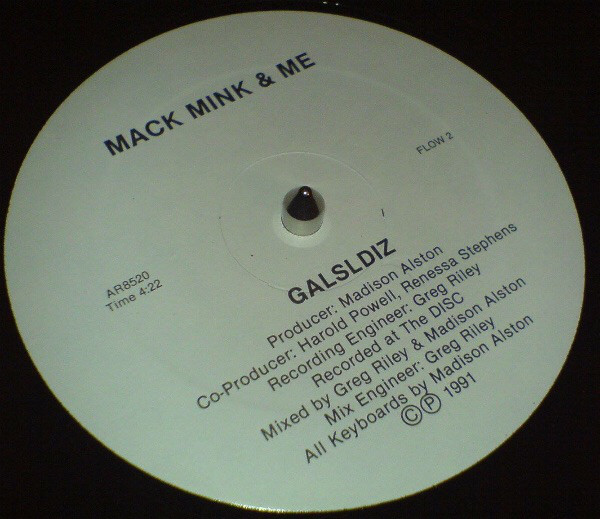 MACK MINK & ME
FLOW 2
AR8520
Time 4:22
GALSLDIZ
Producer: Madison Alston
Co-Producer: Harold Powell, Renessa Stephens
Recording Engineer: Greg Riley
Recorded at The DISC
Mixed by Greg Riley & Madison Alston
Mix Engineer: Greg Riley
All Keyboards by Madison Alston
©℗ 1991